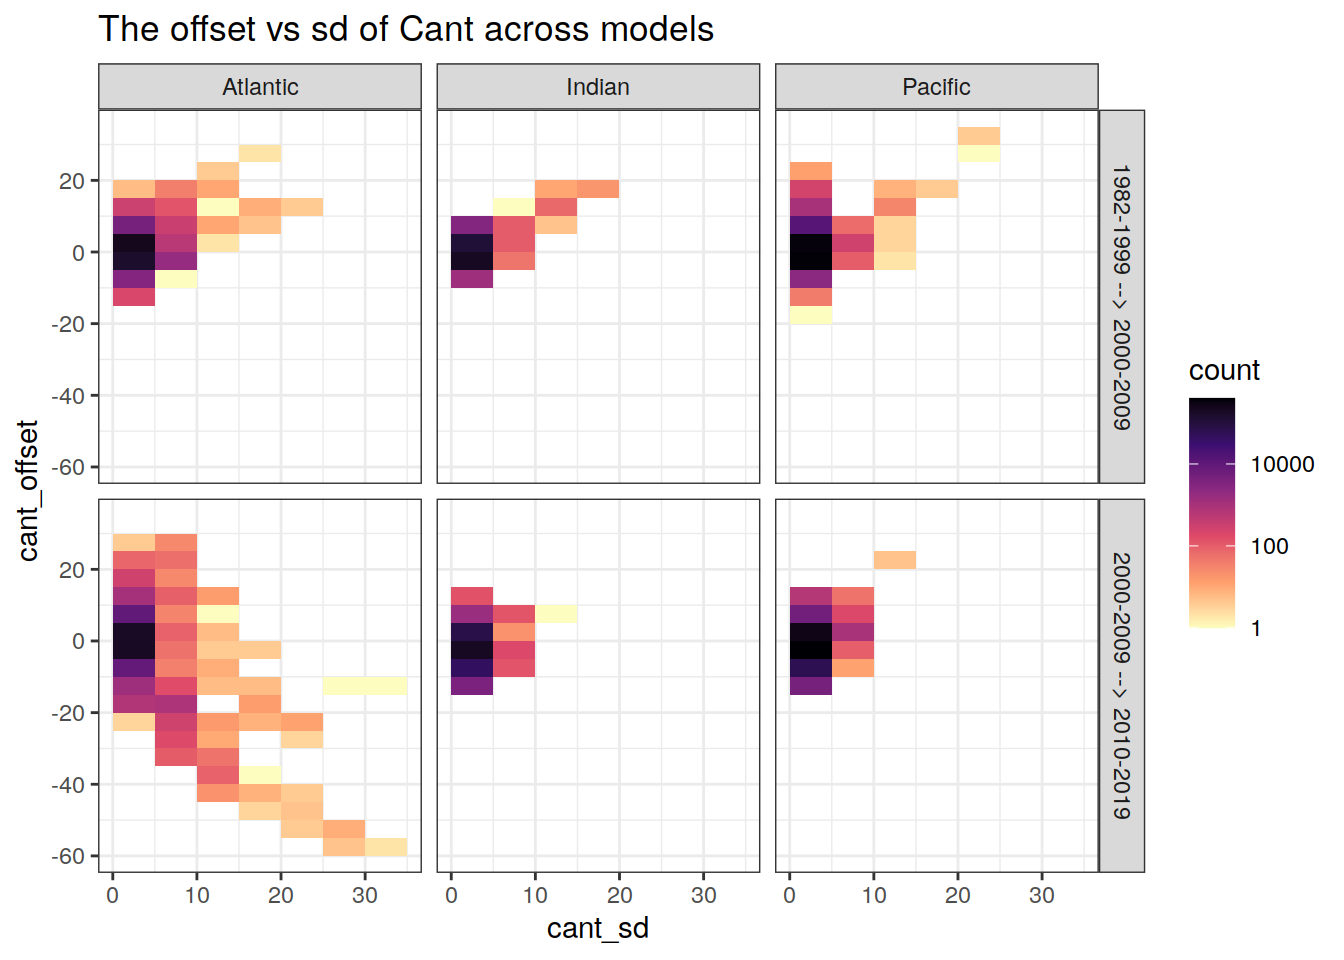 The offset vs sd of Cant across models
Atlantic
Indian
Pacific
20
0
-20
-40
-60
1982-1999 --> 2000-2009
20
0
-20
-40
-60
2000-2009 --> 2010-2019
0
10
20
30
0
10
20
30
0
10
20
30
cant_sd
cant_offset
count
10000
100
1